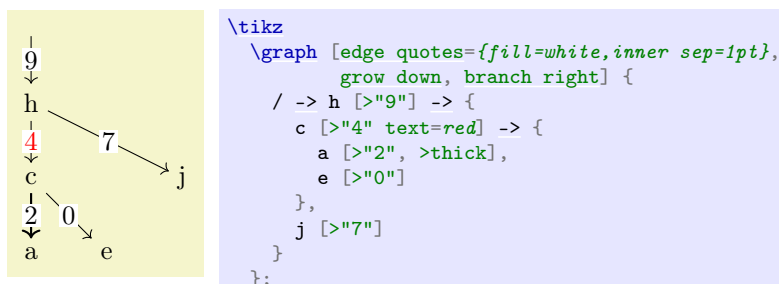 9
h
4
7
c
j
2
0
a
e
\tikz
\graph [edge quotes={fill=white,inner sep=1pt},
grow down, branch right] {
/ -> h [>"9"] -> {
c [>"4" text=red] -> {
a [>"2", >thick],
e [>"0"]
},
j [>"7"]
}
};